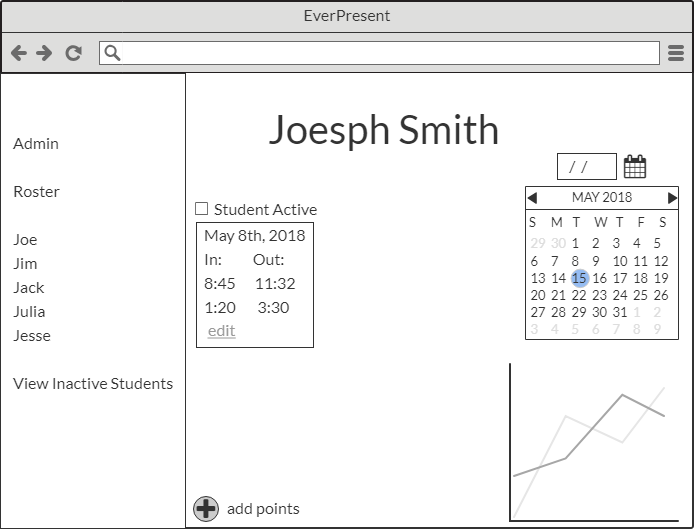 EverPresent
Admin
Roster
Joe
Jim
Jack
Julia
Jesse
View Inactive Students
Joesph Smith
/ /
Student Active
May 8th, 2018
In: Out:
8:45 11:32
1:20 3:30
edit
MAY 2018
S M T W T F S
29 30 1 2 3 4 5
6 7 8 9 10 11 12
13 14 15 16 17 18 19
20 21 22 23 24 25 26
27 28 29 30 31 1 2
3 4 5 6 7 8 9
add points